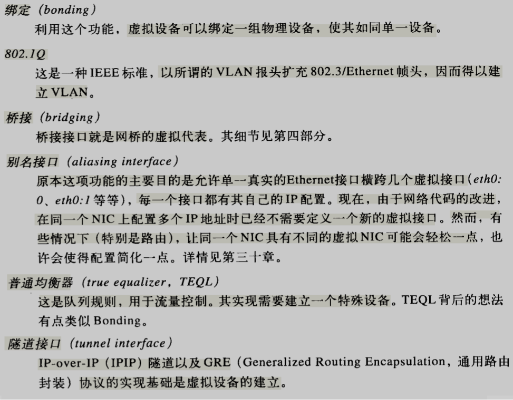 绑定（bonding）
利用这个功能，虚拟设备可以绑定一组物理设备，使其如同单一设备。
802.1Q
这是一种 IEEE 标准，以所谓的 VLAN 报头扩充 802.3/Ethernet 帧头，因而得以建
立 VLAN。
桥接（bridging）
桥接接口就是网桥的虚拟代表。其细节见第四部分。
别名接口（aliasing interface）
原本这项功能的主要目的是允许单一真实的Ethernet接口横跨几个虚拟接口（eth0:
0、eth0:1 等等），每一个接口都有其自己的 IP 配置。现在，由于网络代码的改进，
在同一个 NIC 上配置多个 IP 地址时已经不需要定义一个新的虚拟接口。然而，有
些情况下（特别是路由），让同一个 NIC 具有不同的虚拟 NIC 可能会轻松一点，也
许会使得配置简化一点。详情见第三十章。
普通均衡器（true equalizer，TEQL）
这是队列规则，用于流量控制。其实现需要建立一个特殊设备。TEQL 背后的想法
有点类似 Bonding。
隧道接口（tunnel interface）
IP-over-IP（IPIP）隧道以及 GRE（Generalized Routing Encapsulation，通用路由
封装）协议的实现基础是虚拟设备的建立。